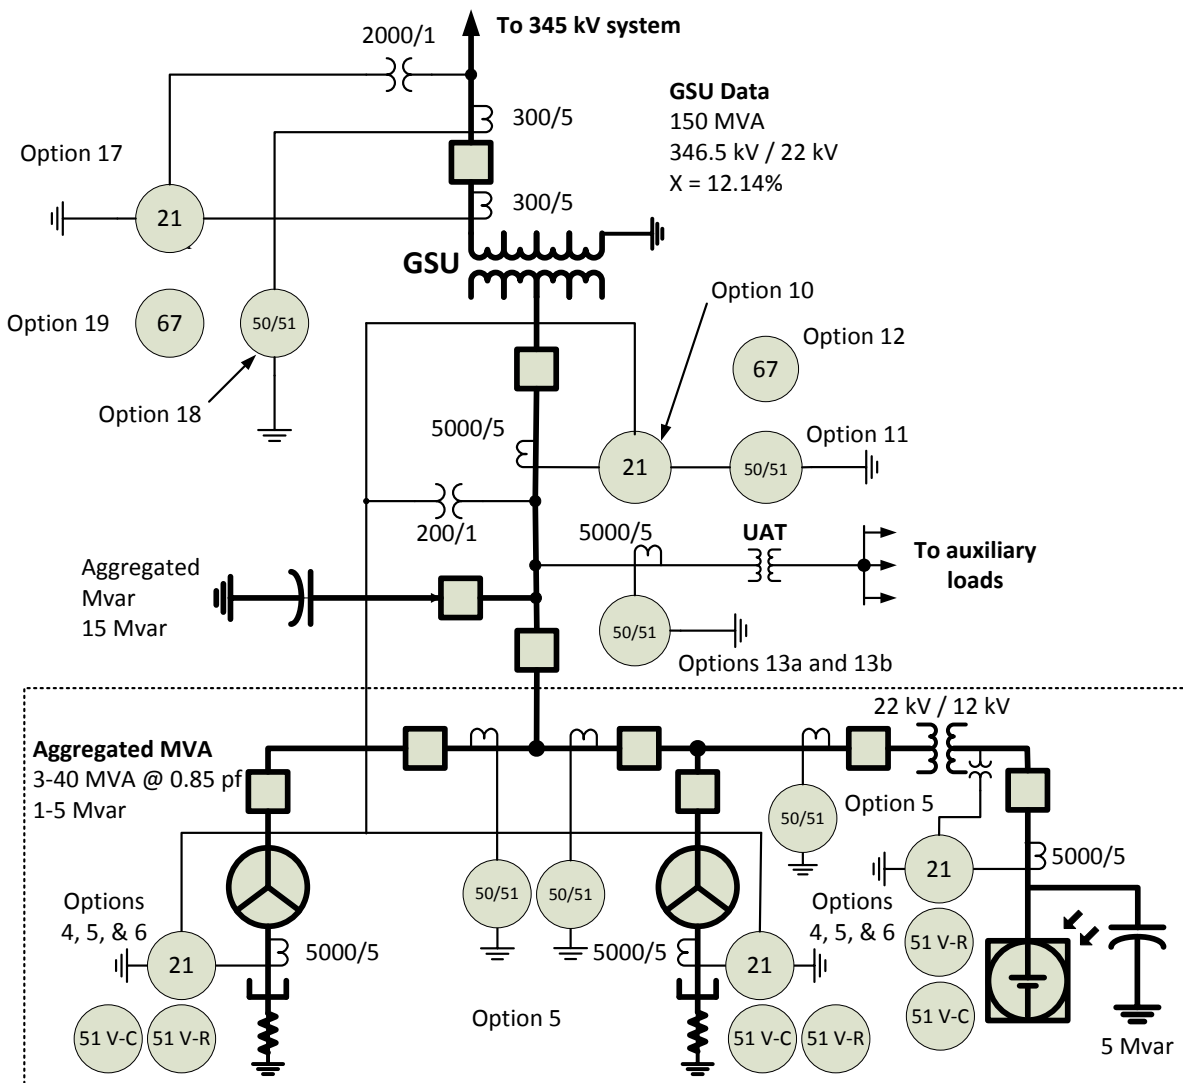 To 345 kV system
2000/1
GSU Data
150 MVA
346.5 kV / 22 kV
X = 12.14%
300/5
Option 17
300/5
21
GSU
Option 10
Option 19
67
50/51
Option 12
67
Option 18
5000/5
Option 11
21
50/51
200/1
5000/5
UAT
To auxiliary
loads
Aggregated
Mvar
15 Mvar
50/51
Options 13a and 13b
22 kV / 12 kV
Aggregated MVA
3-40 MVA @ 0.85 pf
1-5 Mvar
Option 5
50/51
5000/5
21
50/51
50/51
Options
4, 5, & 6
Options
4, 5, & 6
51 V-R
5000/5
5000/5
21
21
51 V-C
Option 5
51 V-C
51 V-R
51 V-C
51 V-R
5 Mvar